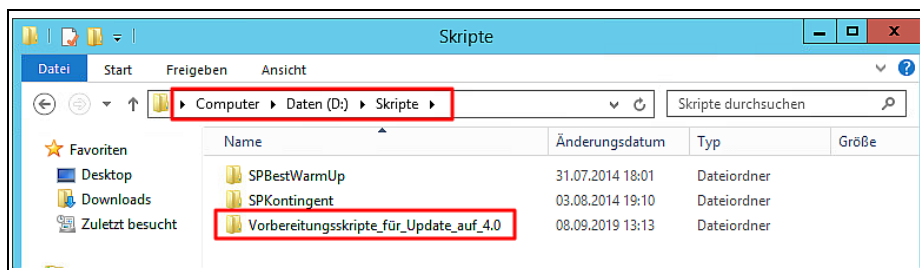 Skripte
Datei Start Freigeben Ansicht
Computer Daten (D:) Skripte Skripte durchsuchen
Favoriten
Desktop
Downloads
Zuletzt besucht
Name Änderungsdatum Typ Größe
SPBestWarmUp 31.07.2014 18:01 Dateiordner
SPKontingent 03.08.2014 19:10 Dateiordner
Vorbereitungsskripte_für_Update_auf_4.0 08.09.2019 13:13 Dateiordner